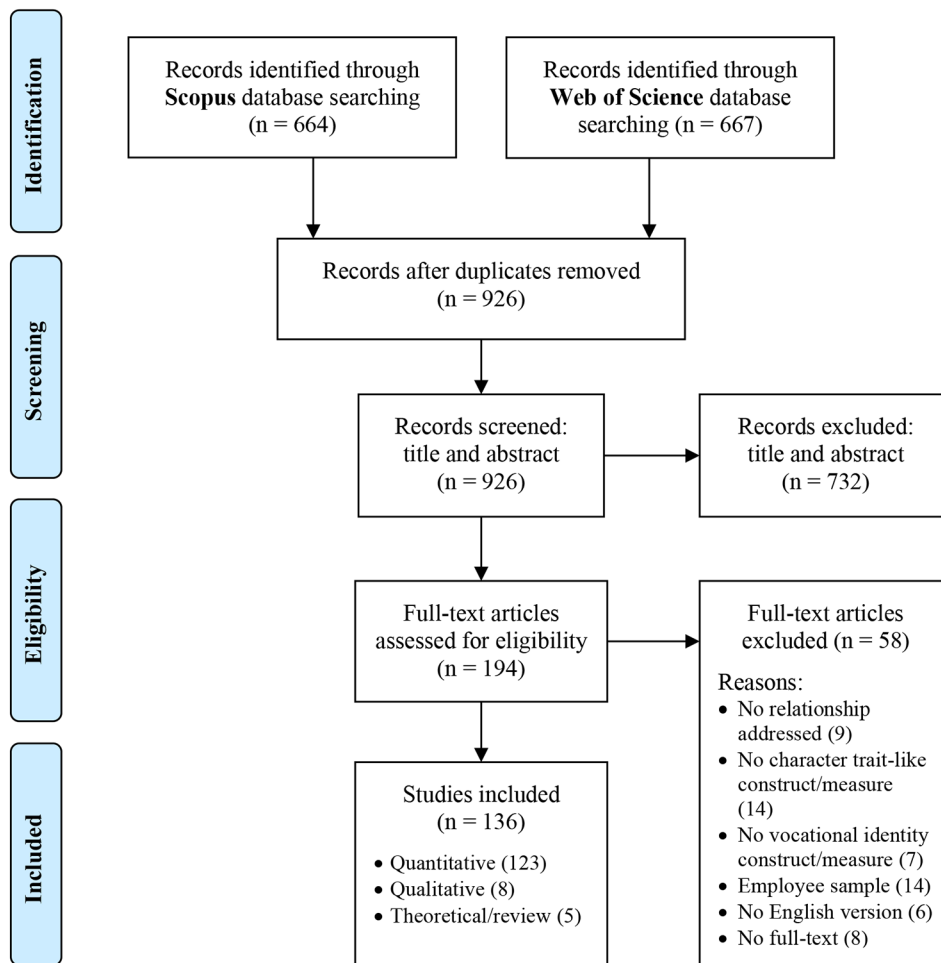 Identification
Records identified through
Scopus database searching
(n = 664)
Records identified through
Web of Science database
searching (n = 667)
Screening
Records after duplicates removed
(n = 926)
Records screened:
title and abstract
(n = 926)
Records excluded:
title and abstract
(n = 732)
Eligibility
Full-text articles
assessed for eligibility
(n = 194)
Full-text articles
excluded (n = 58)
Reasons:
• No relationship
addressed (9)
• No character trait-like
construct/measure
(14)
• No vocational identity
construct/measure (7)
• Employee sample (14)
• No English version (6)
• No full-text (8)
Included
Studies included
(n = 136)
• Quantitative (123)
• Qualitative (8)
• Theoretical/review (5)